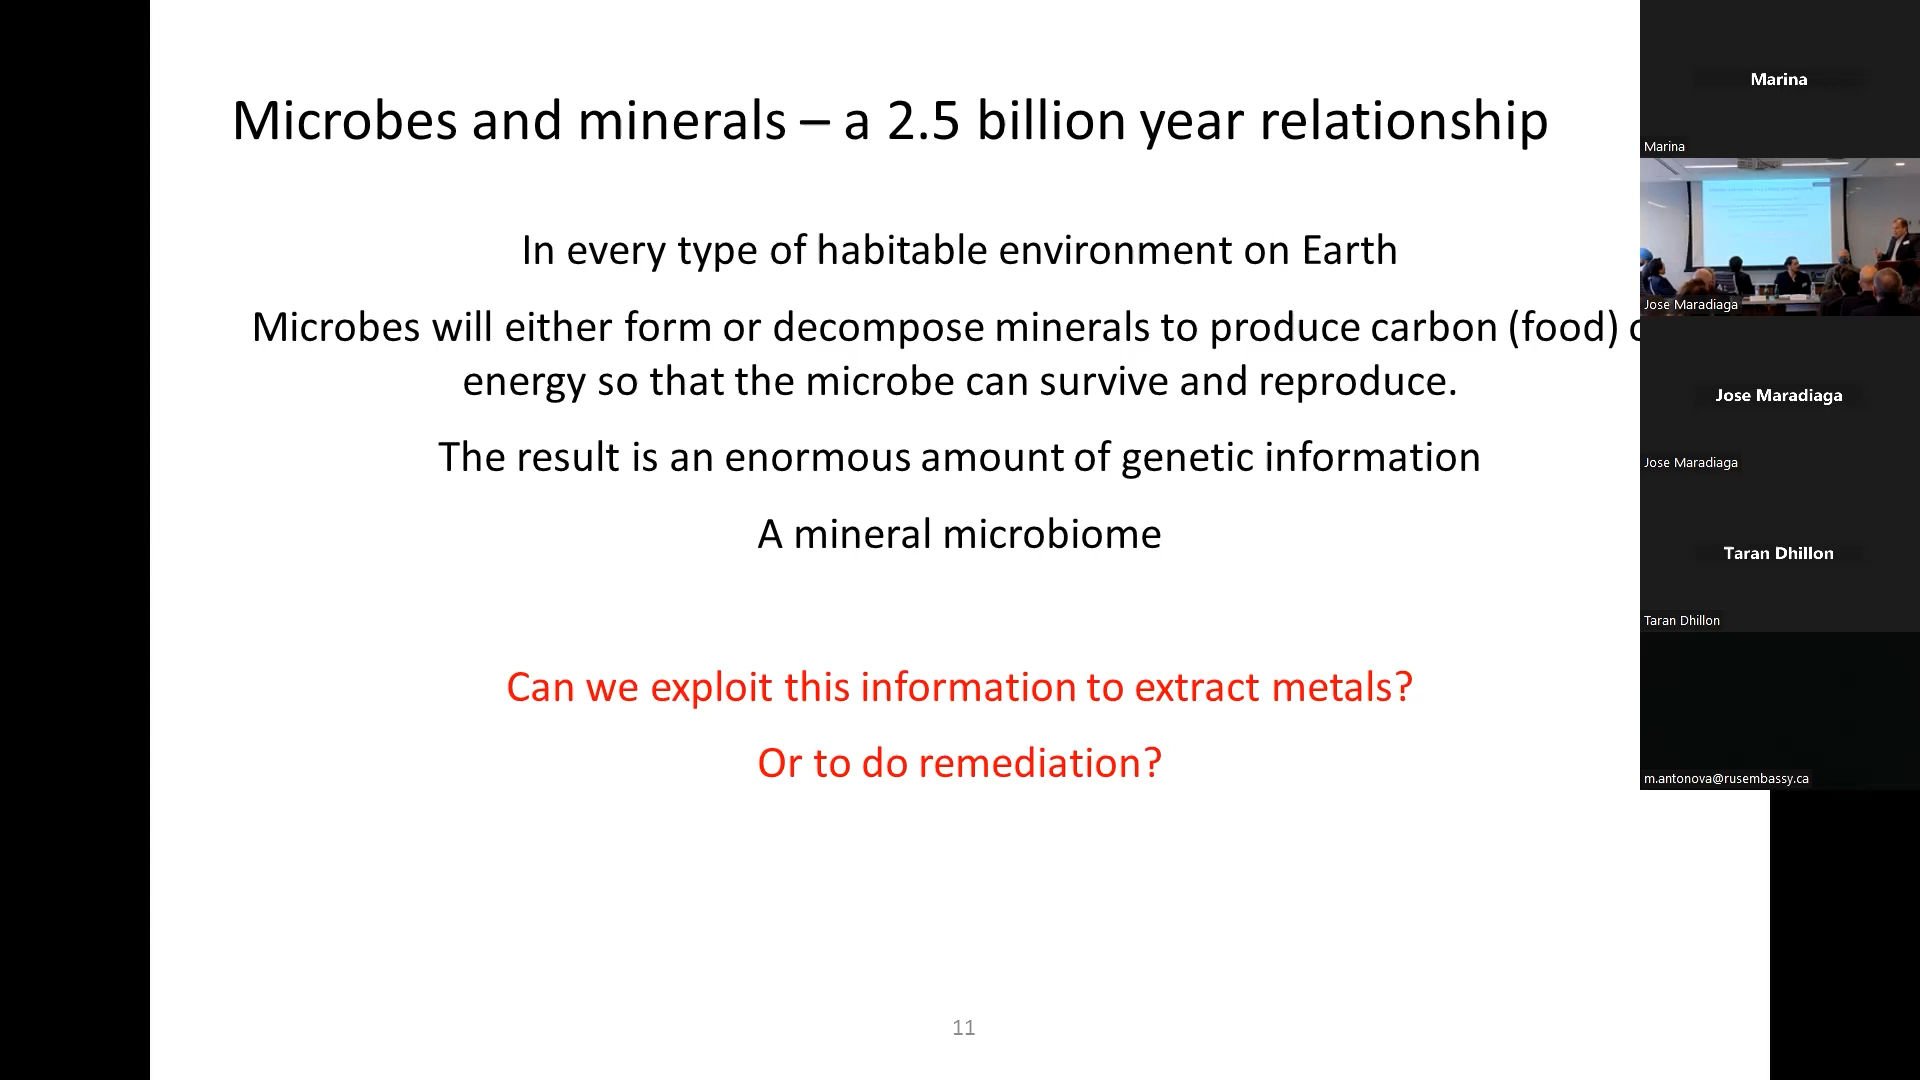 Microbes and minerals – a 2.5 billion year relationship
In every type of habitable environment on Earth
Microbes will either form or decompose minerals to produce carbon (food)
energy so that the microbe can survive and reproduce.
The result is an enormous amount of genetic information
A mineral microbiome
Can we exploit this information to extract metals?
Or to do remediation?
11
Marina
Marina
Jose Maradiaga
Jose Maradiaga
Jose Maradiaga
Taran Dhillon
Taran Dhillon
m.antonova@rusembassy.ca